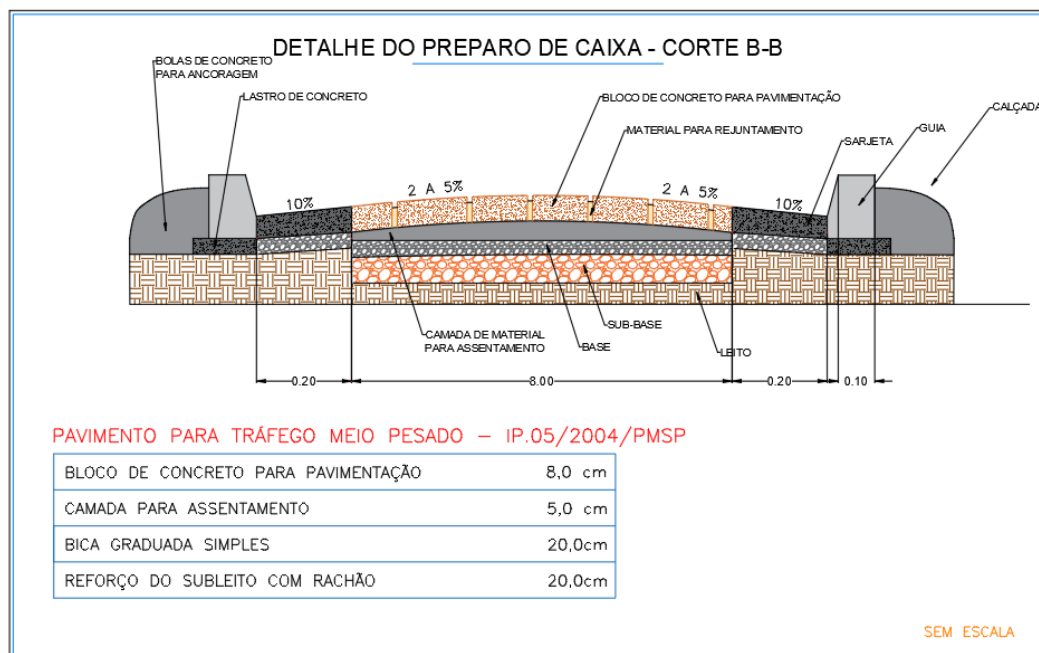 DETALHE DO PREPARO DE CAIXA - CORTE B-B
BOLAS DE CONCRETO
PARA ANCORAGEM
LASTRO DE CONCRETO
BLOCO DE CONCRETO PARA PAVIMENTAÇÃO
MATERIAL PARA REJUNTAMENTO
SARJETA
GUIA
CALÇADA
10%
2 A 5%
2 A 5%
10%
CAMADA DE MATERIAL
PARA ASSENTAMENTO
BASE
SUB-BASE
LEITO
0.20
8.00
0.20
0.10
PAVIMENTO PARA TRÁFEGO MEIO PESADO – IP.05/2004/PMSP
BLOCO DE CONCRETO PARA PAVIMENTAÇÃO 8,0 cm
CAMADA PARA ASSENTAMENTO 5,0 cm
BICA GRADUADA SIMPLES 20,0cm
REFORÇO DO SUBLEITO COM RACHÃO 20,0cm
SEM ESCALA